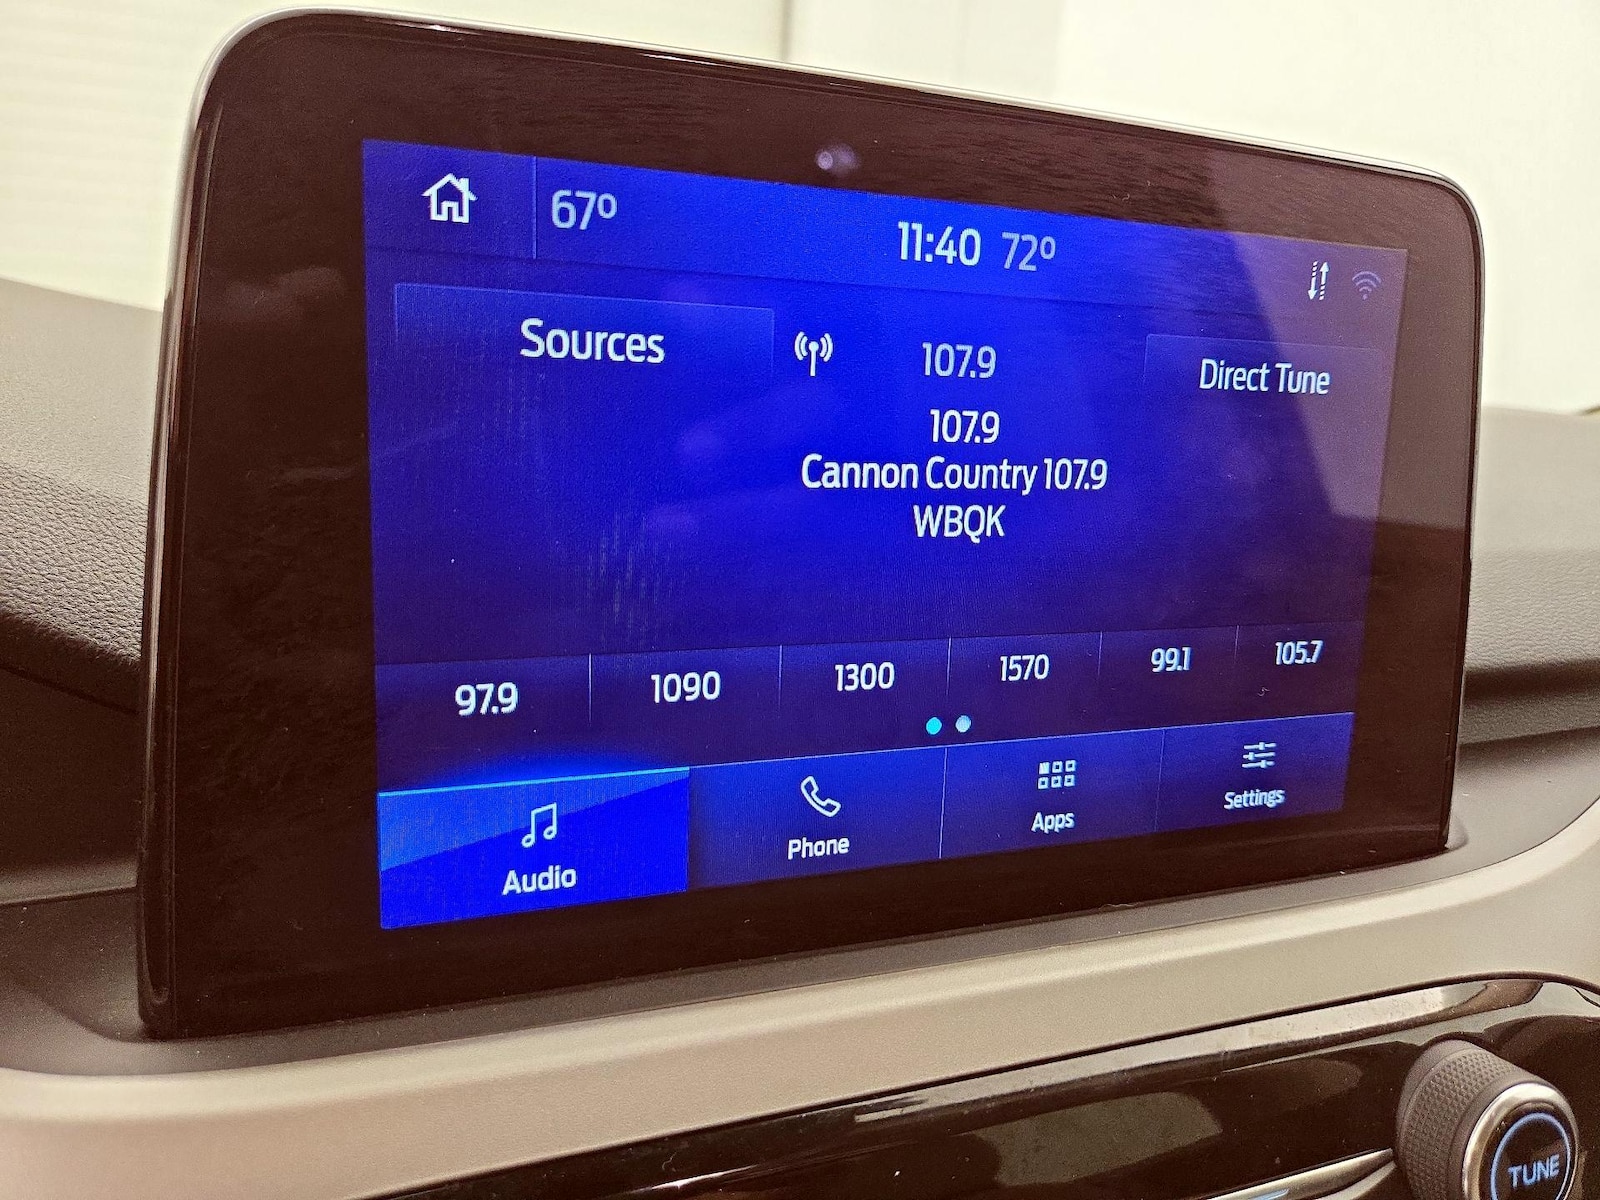 67°
11:40 72°
Sources
107.9
Direct Tune
107.9
Cannon Country 107.9
WBQK
97.9
1090
1300
1570
99.1
105.7
Audio
Phone
Apps
Settings
TUNE